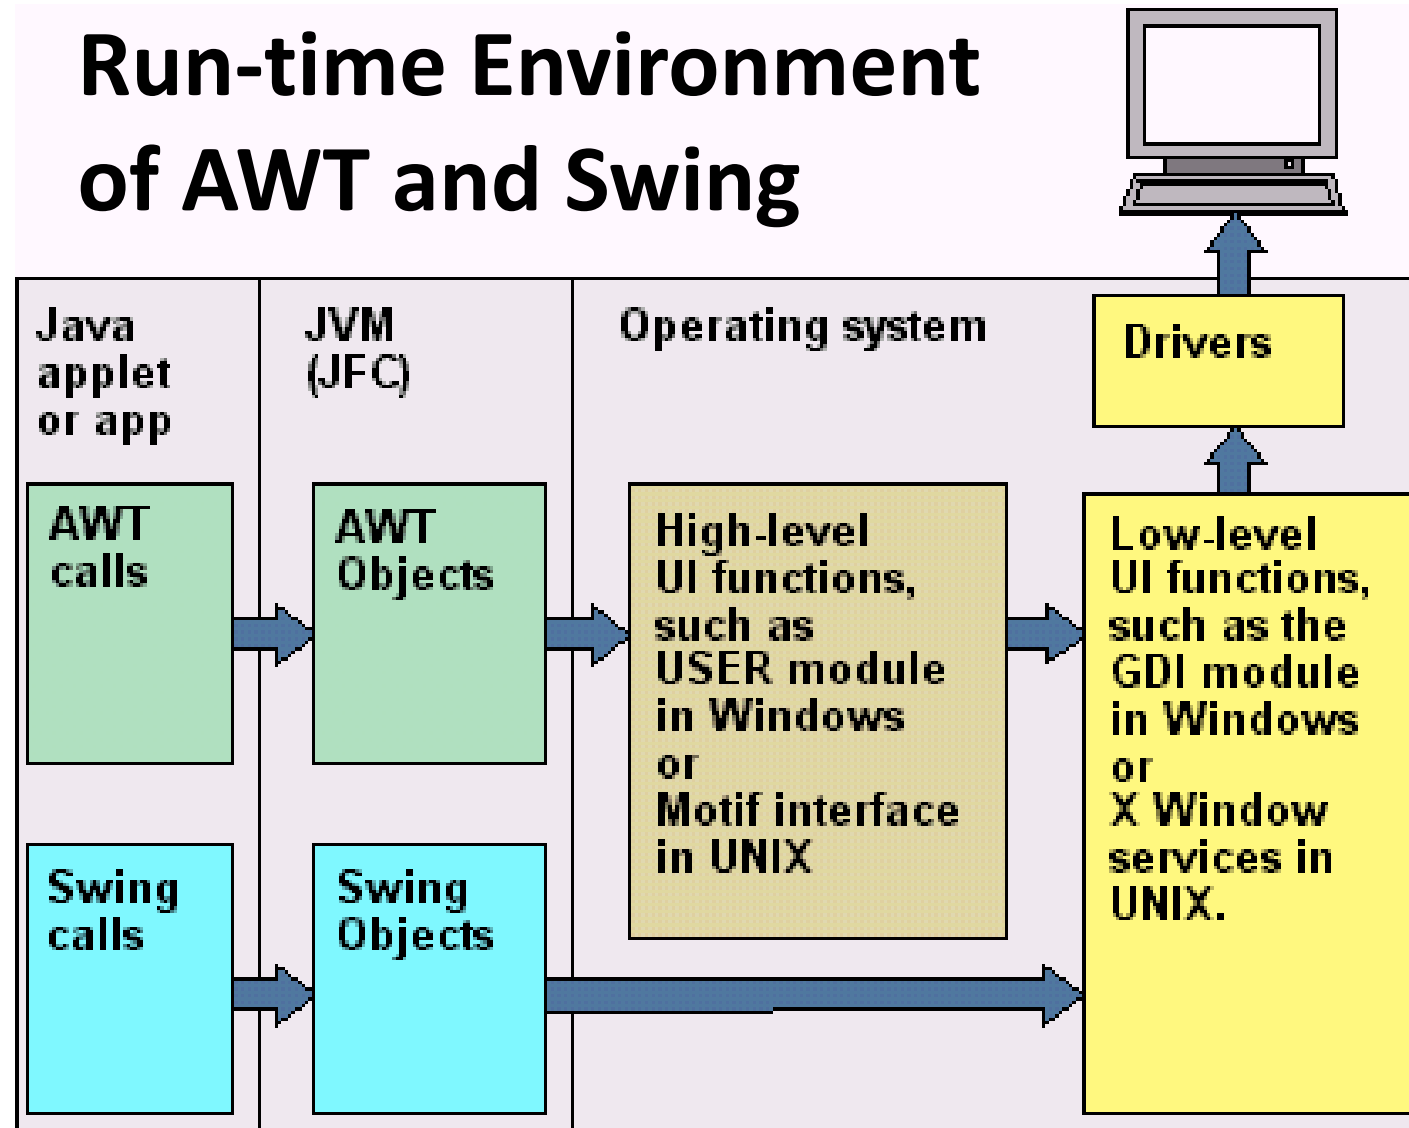 Run-time Environment
of AWT and Swing
Java
applet
or app
JVM
(JFC)
Operating system
Drivers
AWT
calls
AWT
Objects
High-level
UI functions,
such as
USER module
in Windows
or
Motif interface
in UNIX
Low-level
UI functions,
such as the
GDI module
in Windows
or
X Window
services in
UNIX.
Swing
calls
Swing
Objects